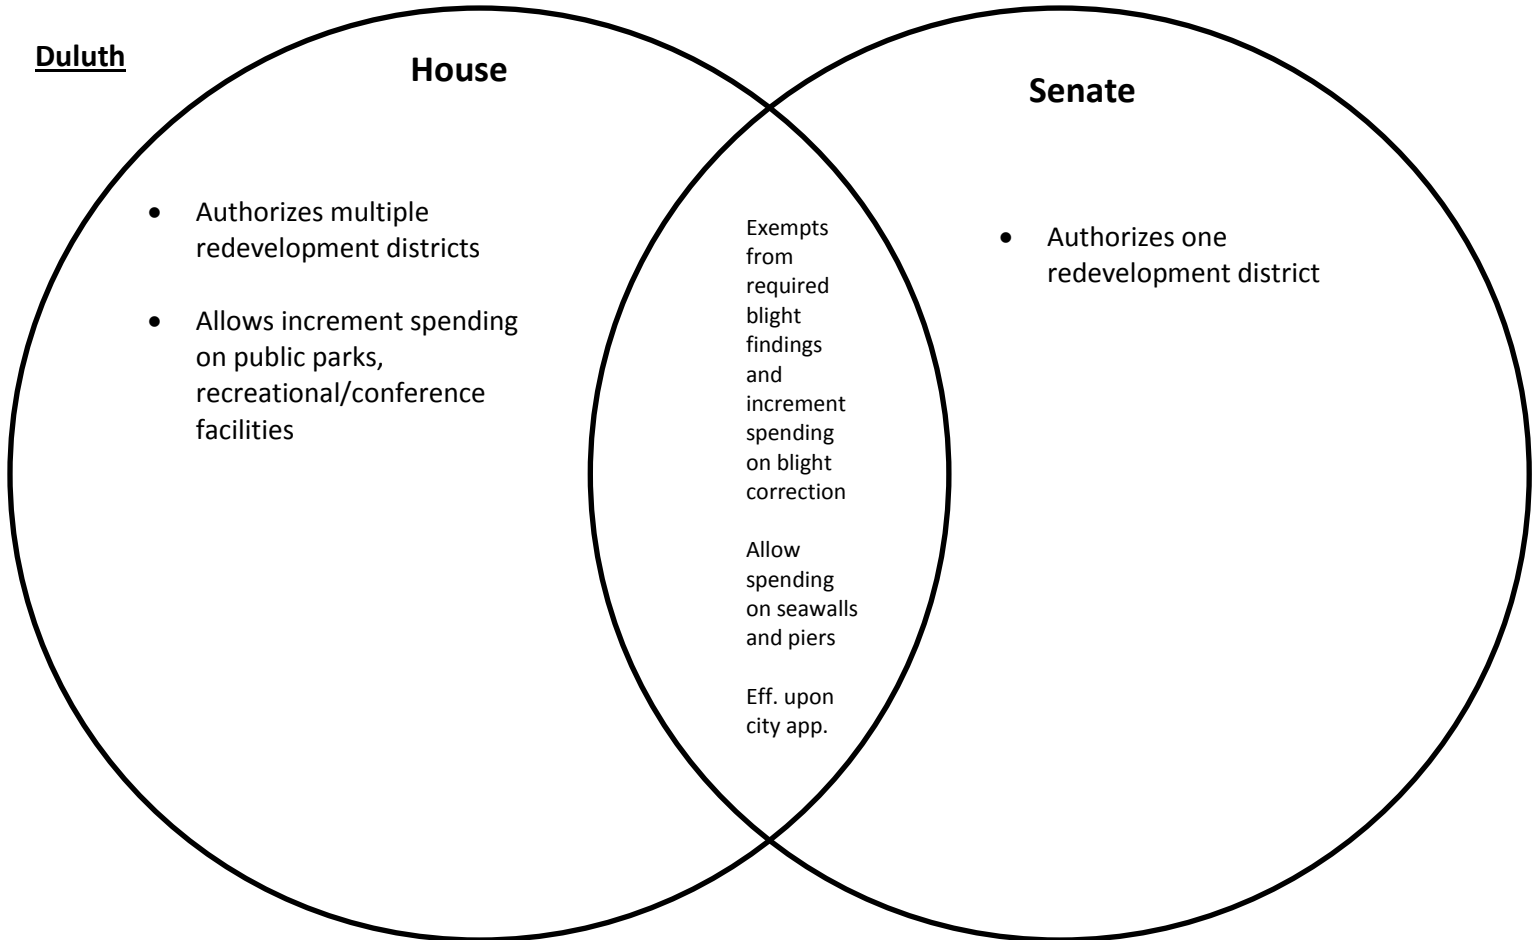 Duluth
House
Senate
• Authorizes multiple
redevelopment districts
• Allows increment spending
on public parks,
recreational/conference
facilities
Exempts
from
required
blight
findings
and
increment
spending
on blight
correction
Allow
spending
on seawalls
and piers
Eff. upon
city app.
• Authorizes one
redevelopment district